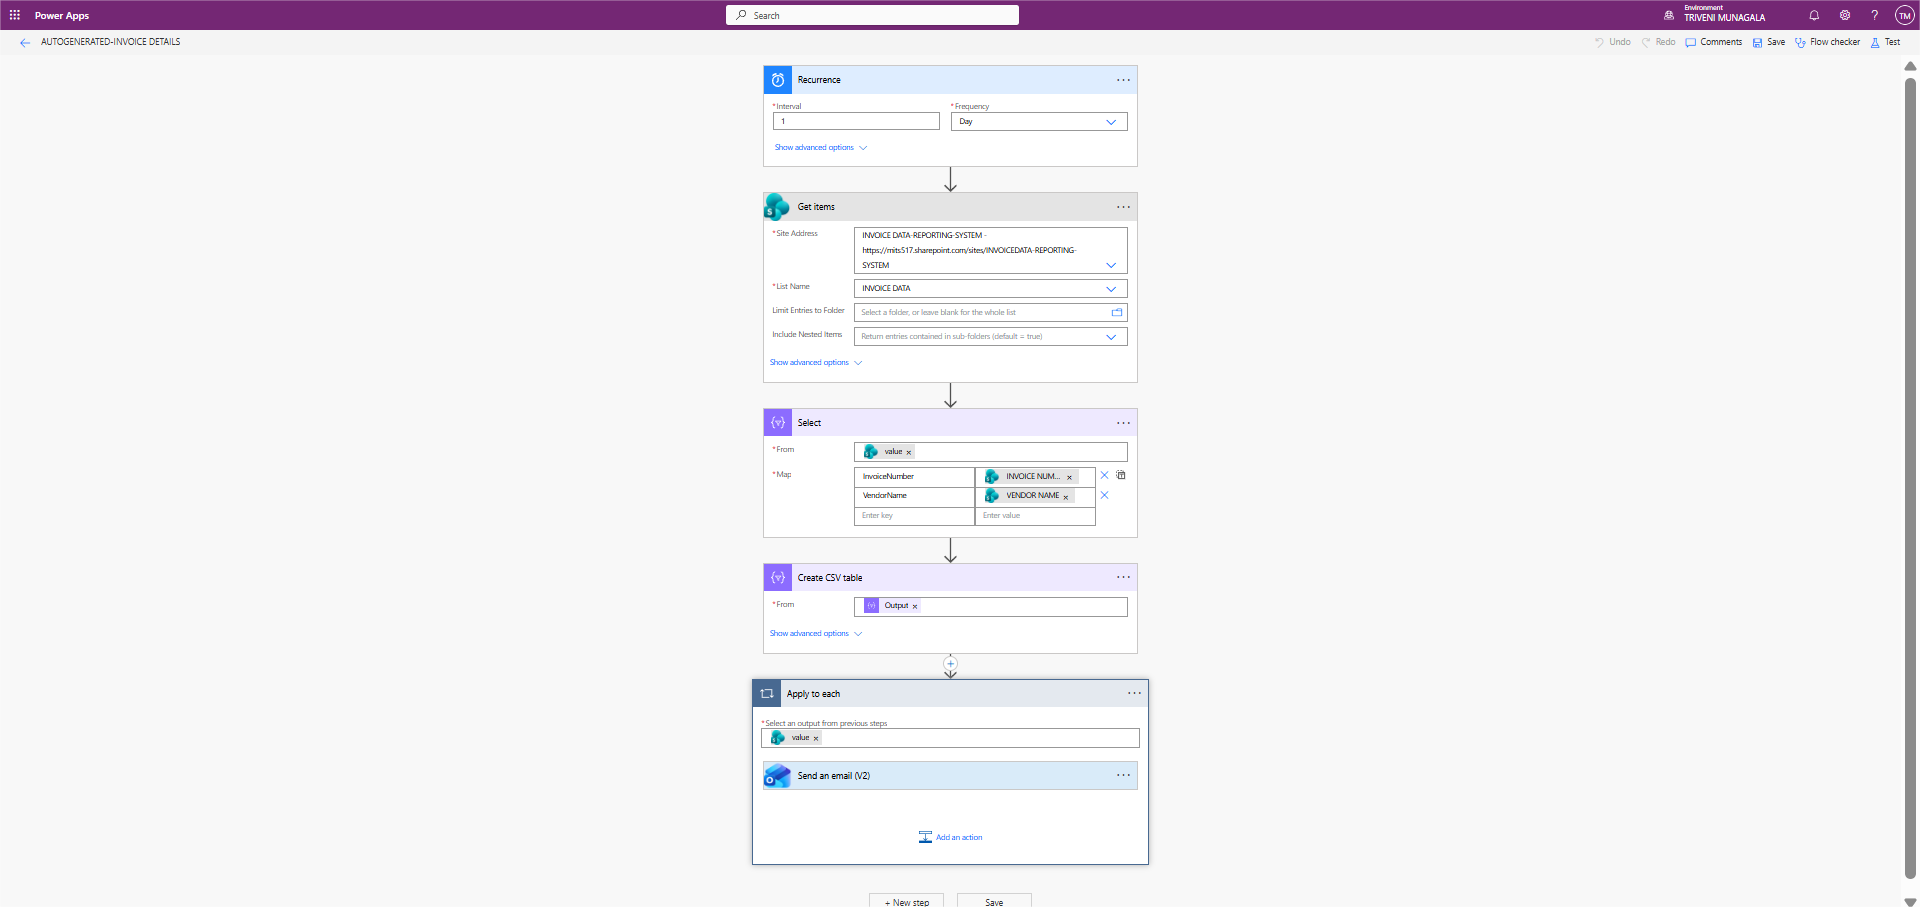 Power Apps
Search
Environment
TRIVENI MUNAGALA
?
TM
AUTOGENERATED-INVOICE DETAILS
Undo
Redo
Comments
Save
Flow checker
Test
Recurrence
*Interval
*Frequency
1
Day
Show advanced options
S
Get items
*Site Address
INVOICE DATA-REPORTING-SYSTEM -
https://mits517.sharepoint.com/sites/INVOICEDATA-REPORTING-
SYSTEM
*List Name
INVOICE DATA
Limit Entries to Folder
Select a folder, or leave blank for the whole list
Include Nested Items
Return entries contained in sub-folders (default = true)
Show advanced options
Select
*From
value
*Map
InvoiceNumber
INVOICE NUM...
VendorName
VENDOR NAME
Enter key
Enter value
Create CSV table
*From
Output
Show advanced options
Apply to each
*Select an output from previous steps
value
Send an email (V2)
Add an action
+ New step
Save